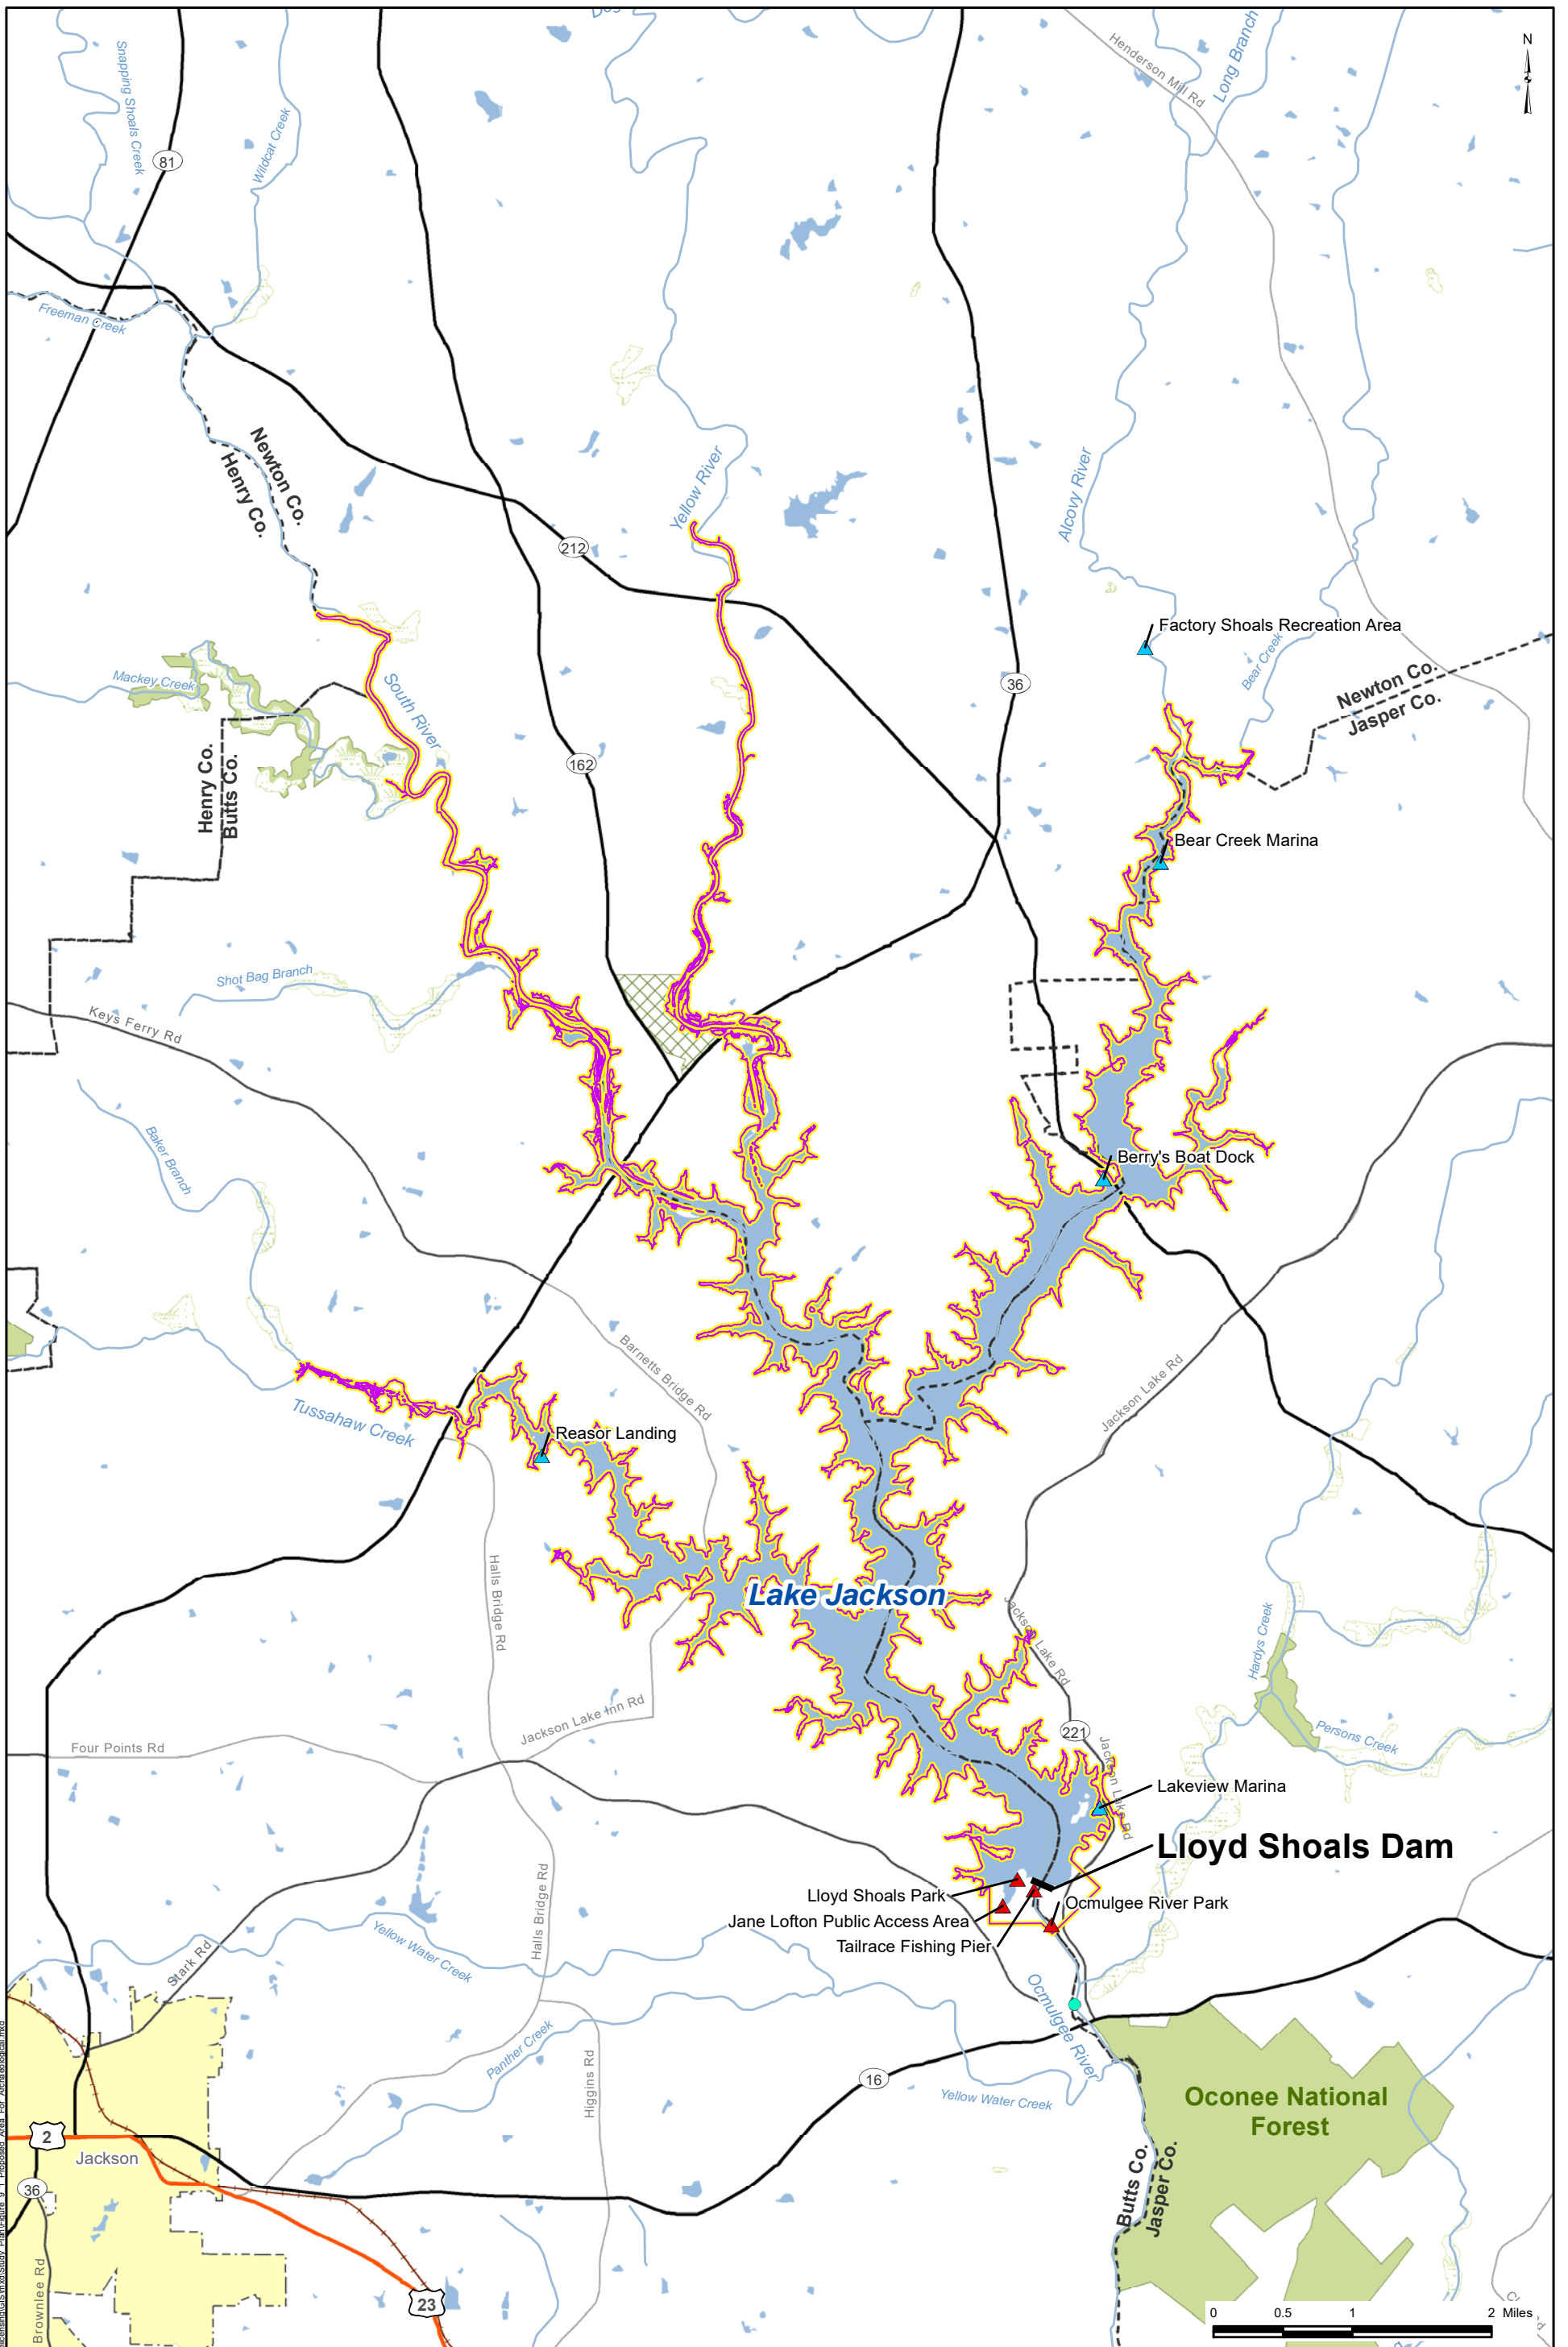 N
Long Branch
Henderson Mill Rd
Snapping Shoals Creek
Wildcat Creek
81
Freeman Creek
Newton Co.
Henry Co.
Yellow River
Alcovy River
212
Factory Shoals Recreation Area
Bear Creek
Mackey Creek
South River
36
Newton Co.
Jasper Co.
162
Henry Co.
Butts Co.
Bear Creek Marina
Shot Bag Branch
Keys Ferry Rd
Baker Branch
Berry's Boat Dock
Barnetts Bridge Rd
Jackson Lake Rd
Tussahaw Creek
Reasor Landing
Halls Bridge Rd
Lake Jackson
Jackson Lake Rd
Hardys Creek
Jackson Lake Inn Rd
221
Persons Creek
Four Points Rd
Jackson Lake Rd
Lakeview Marina
Lloyd Shoals Dam
Halls Bridge Rd
Lloyd Shoals Park
Ocmulgee River Park
Jane Lofton Public Access Area
Tailrace Fishing Pier
Yellow Water Creek
Stark Rd
Ocmulgee River
Panther Creek
Higgins Rd
16
Yellow Water Creek
Oconee National
Forest
2
Jackson
36
Butts Co.
Jasper Co.
Brownlee Rd
23
0 0.5 1 2 Miles